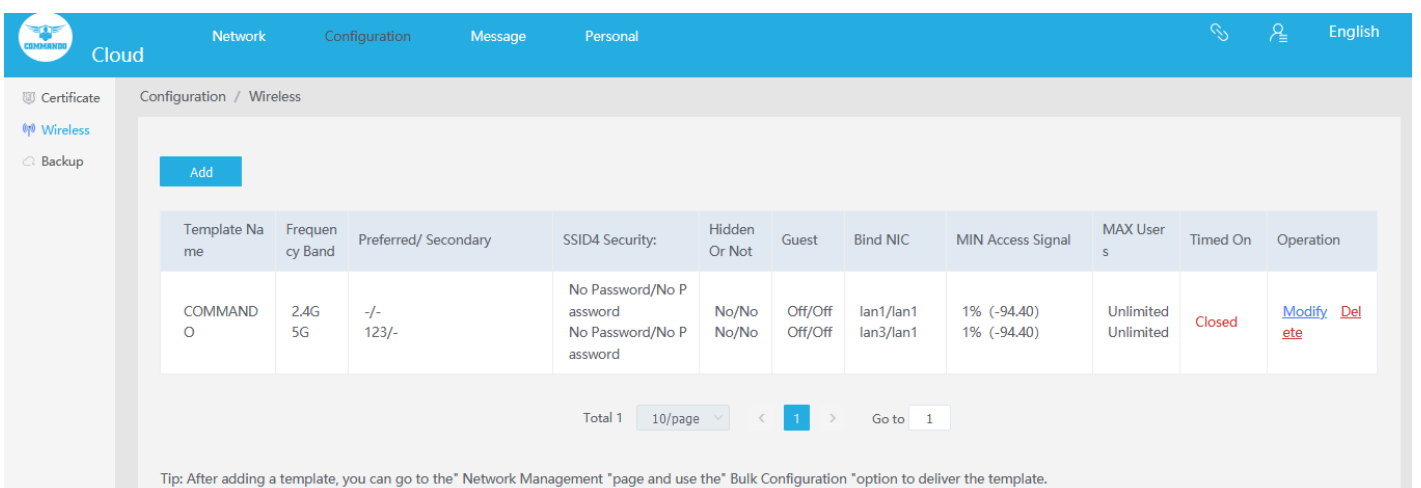 COMMANDO
Cloud
Network Configuration Message Personal English
Certificate
Wireless
Backup
Configuration / Wireless
Add
Template Na
me
Frequen
cy Band
Preferred/ Secondary
SSID4 Security:
Hidden
Or Not
Guest
Bind NIC
MIN Access Signal
MAX User
s
Timed On
Operation
COMMAND
O
2.4G
5G
-/-
123/-
No Password/No P
assword
No Password/No P
assword
No/No
No/No
Off/Off
Off/Off
lan1/lan1
lan3/lan1
1% (-94.40)
1% (-94.40)
Unlimited
Unlimited
Closed
Modify Del
ete
Total 1 10/page < 1 > Go to 1
Tip: After adding a template, you can go to the" Network Management "page and use the" Bulk Configuration "option to deliver the template.